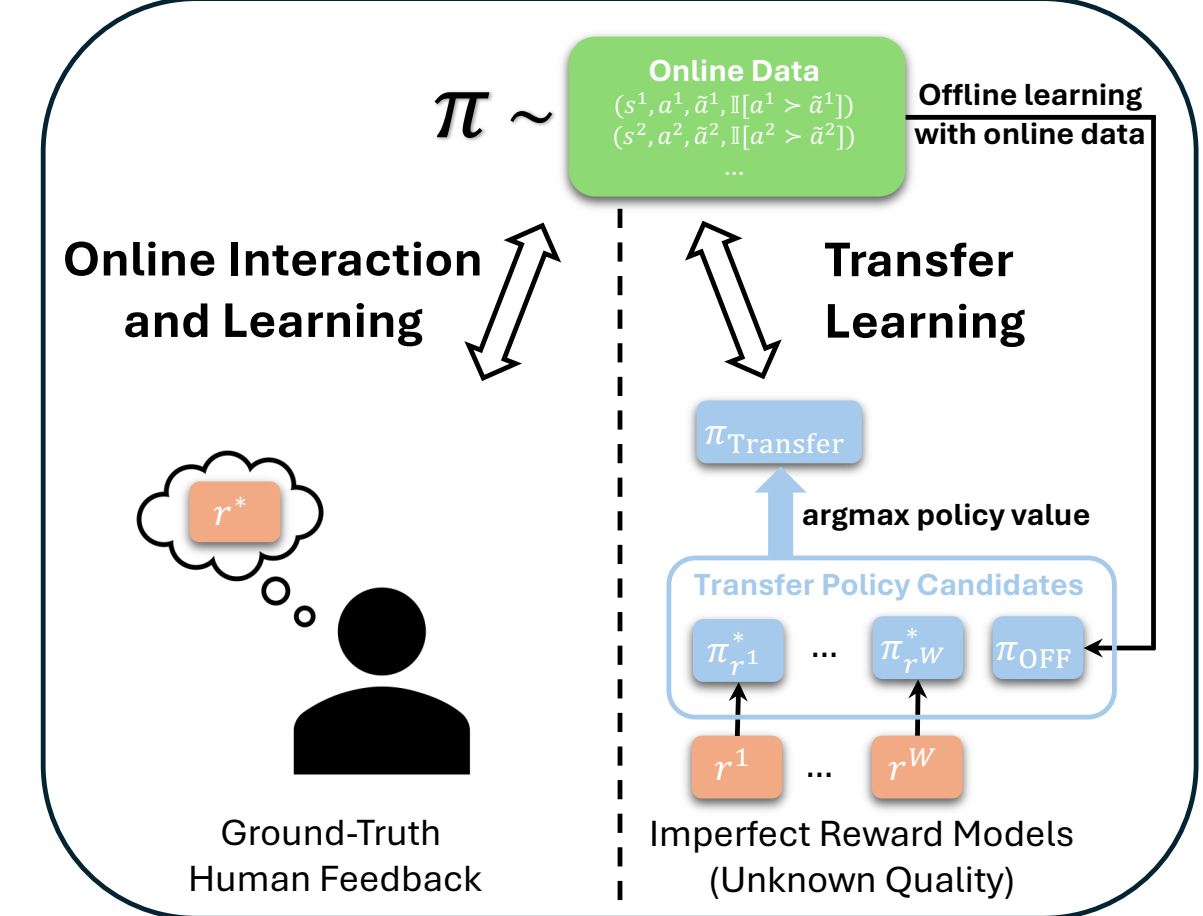 π ~
Online Data
(s¹, a¹, ã¹, 𝕀[a¹ ≻ ã¹])
(s², a², ã², 𝕀[a² ≻ ã²])
...
Offline learning
with online data
Online Interaction
and Learning
Transfer
Learning
π_Transfer
argmax policy value
r*
Transfer Policy Candidates
π*_{r¹} ... π*_{r^W} π_OFF
r¹ ... r^W
Ground-Truth
Human Feedback
Imperfect Reward Models
(Unknown Quality)